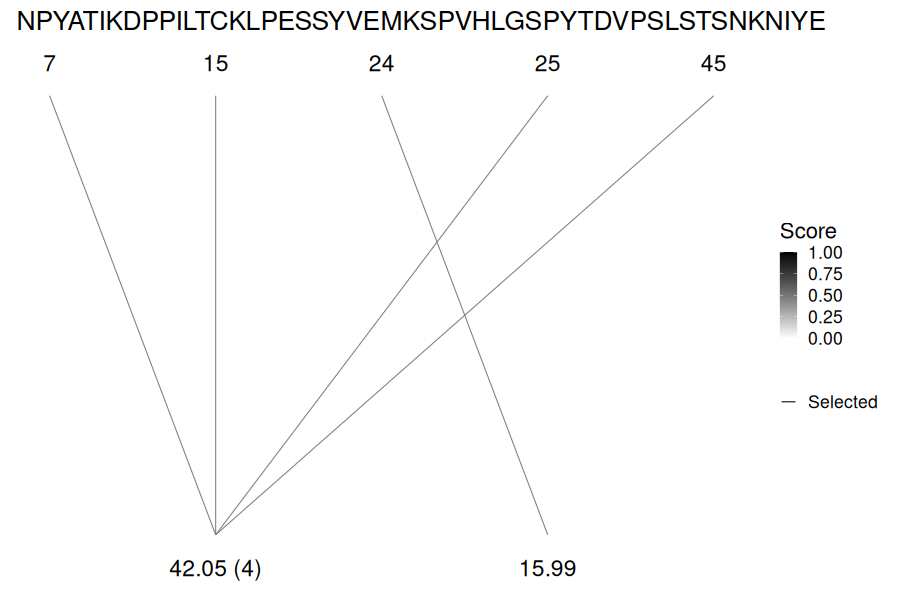 NPYATIKDPPILTCKLPESSYVEMKSPVHLGSPYTDVPSLSTSNKNIYE
7 15 24 25 45
Score
1.00
0.75
0.50
0.25
0.00
Selected
42.05 (4) 15.99